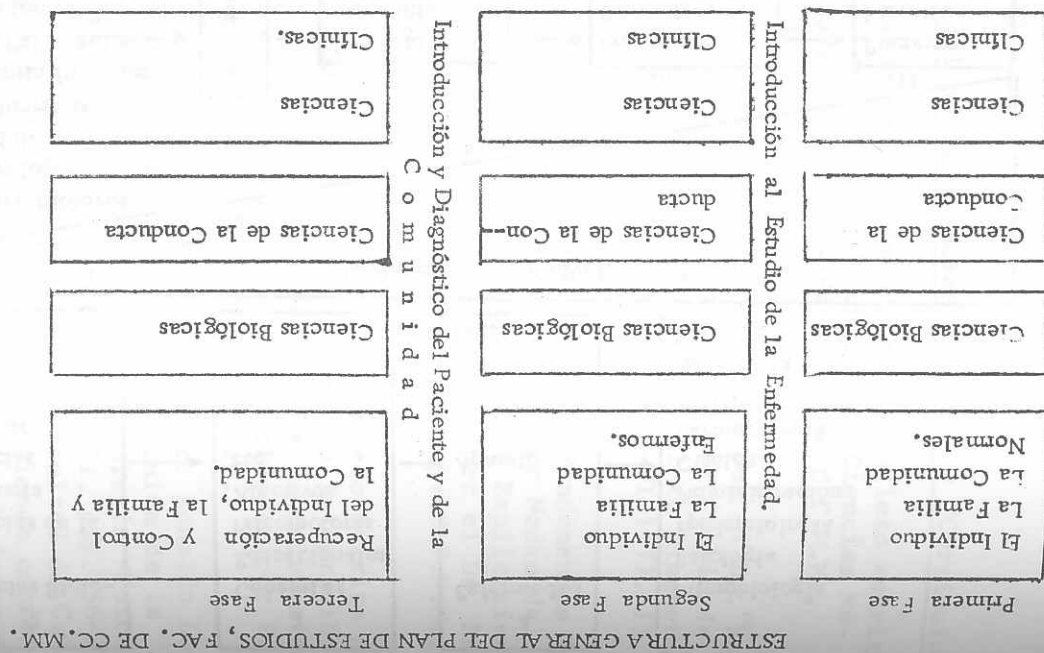 ESTRUCTURA GENERAL DEL PLAN DE ESTUDIOS, FAC. DE CC. MM.
Primera Fase
El Individuo
La Familia
La Comunidad
Normales.
Ciencias Biológicas
Ciencias de la
Conducta
Ciencias
Clínicas
Introducción al Estudio de la Enfermedad.
Segunda Fase
El Individuo
La Familia
La Comunidad
Enfermos.
Ciencias Biológicas
Ciencias de la Con--
ducta
Ciencias
Clínicas
Introducción y Diagnóstico del Paciente y de la
Comunidad
Tercera Fase
Recuperación y Control
del Individuo, la Familia y
la Comunidad.
Ciencias Biológicas
Ciencias de la Conducta
Ciencias
Clínicas.